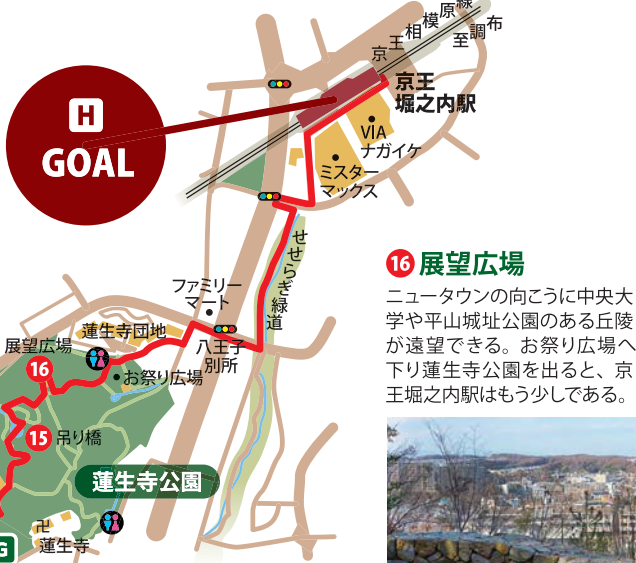 京王相模原線
至調布
京王
堀之内駅
H
GOAL
VIA
ナガイケ
ミスター
マックス
せせらぎ緑道
ファミリー
マート
蓮生寺団地
八王子
別所
展望広場
16
お祭り広場
15 吊り橋
蓮生寺公園
卍
蓮生寺
G
16 展望広場
ニュータウンの向こうに中央大
学や平山城址公園のある丘陵
が遠望できる。お祭り広場へ
下り蓮生寺公園を出ると、京
王堀之内駅はもう少しである。